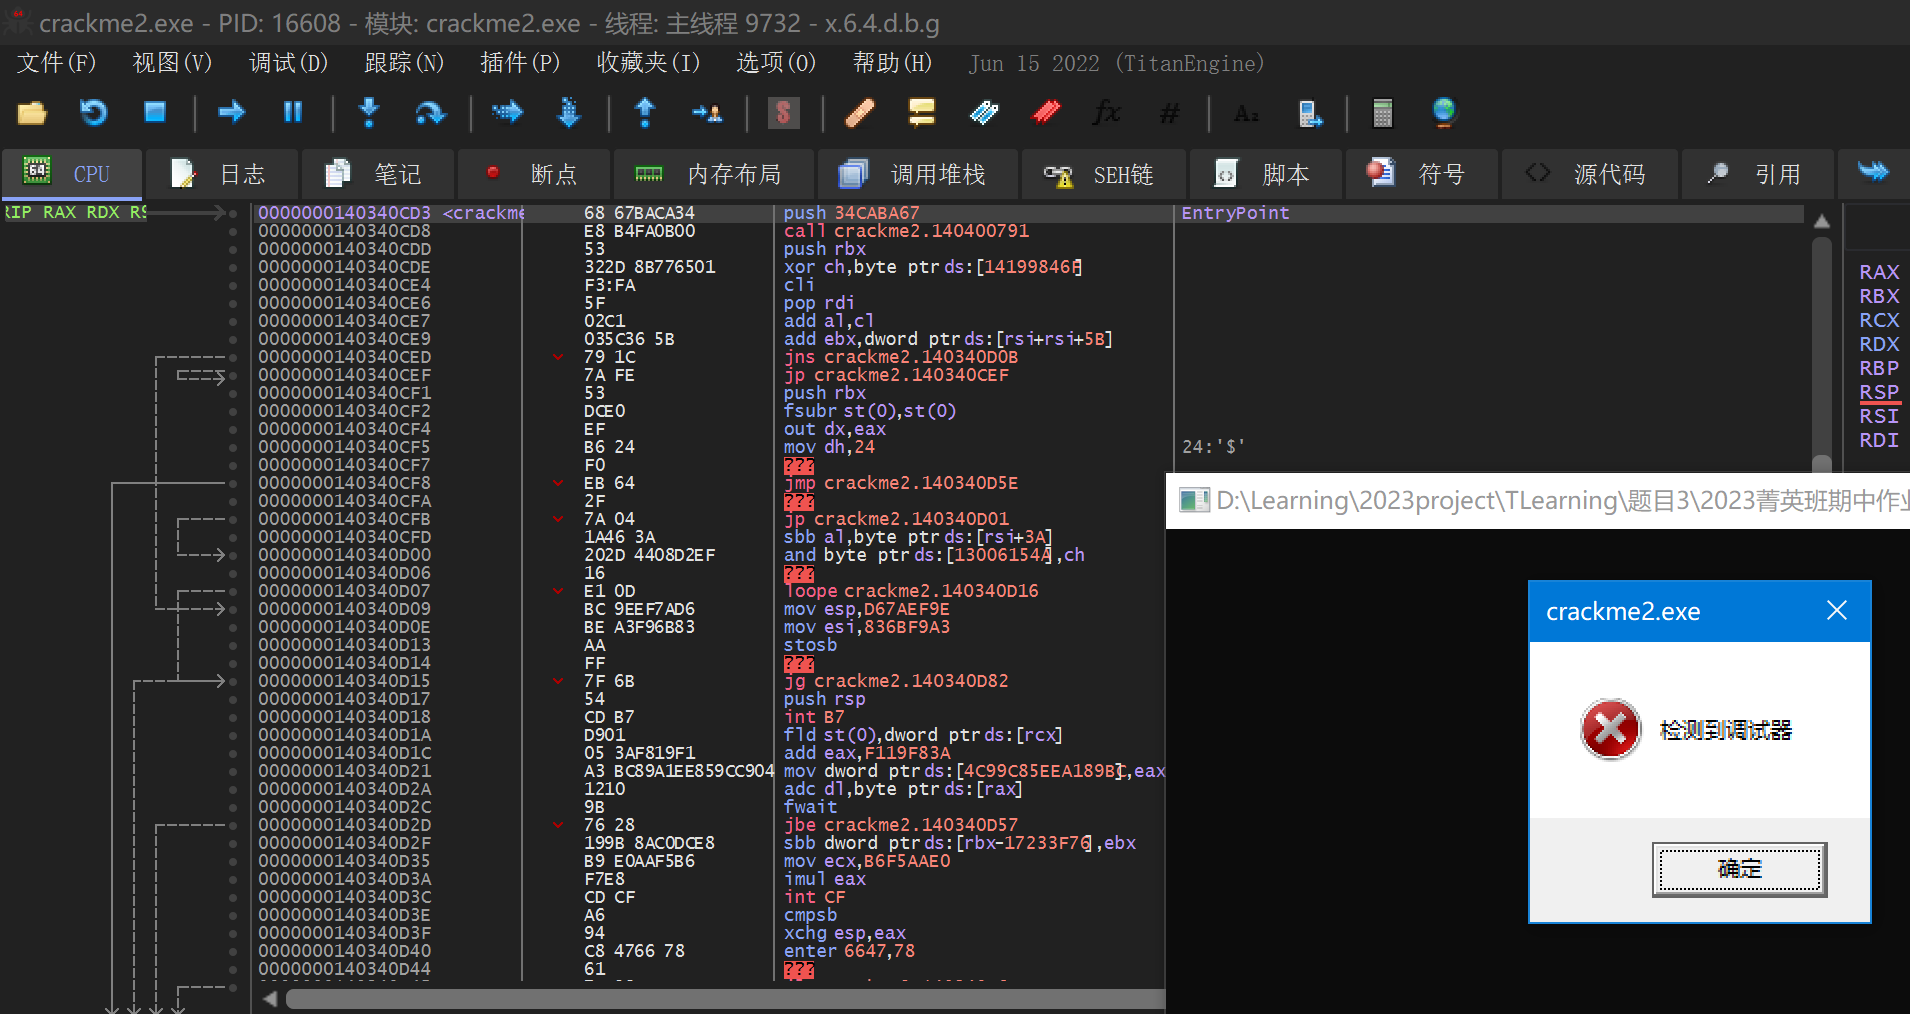 crackme2.exe - PID: 16608 - 模块: crackme2.exe - 线程: 主线程 9732 - x.6.4.d.b.g
文件(F) 视图(V) 调试(D) 跟踪(N) 插件(P) 收藏夹(I) 选项(O) 帮助(H) Jun 15 2022 (TitanEngine)
CPU 日志 笔记 断点 内存布局 调用堆栈 SEH链 脚本 符号 源代码 引用
RIP RAX RDX
0000000140340CD3 <crackme 68 67BACA34 push 34CABA67 EntryPoint
0000000140340CD8 E8 B4FA0B00 call crackme2.140400791
0000000140340CDD 53 push rbx
0000000140340CDE 322D 8B776501 xor ch,byte ptr ds:[14199846F]
0000000140340CE4 F3:FA cli
0000000140340CE6 5F pop rdi
0000000140340CE7 02C1 add al,cl
0000000140340CE9 035C36 5B add ebx,dword ptr ds:[rsi+rsi+5B]
0000000140340CED 79 1C jns crackme2.140340D0B
0000000140340CEF 7A FE jp crackme2.140340CEF
0000000140340CF1 53 push rbx
0000000140340CF2 DCE0 fsubr st(0),st(0)
0000000140340CF4 EF out dx,eax
0000000140340CF5 B6 24 mov dh,24 24:'$'
0000000140340CF7 F0 ???
0000000140340CF8 EB 64 jmp crackme2.140340D5E
0000000140340CFA 2F ???
0000000140340CFB 7A 04 jp crackme2.140340D01
0000000140340CFD 1A46 3A sbb al,byte ptr ds:[rsi+3A]
0000000140340D00 202D 4408D2EF and byte ptr ds:[13006154A],ch
0000000140340D06 16 ???
0000000140340D07 E1 0D loope crackme2.140340D16
0000000140340D09 BC 9EEF7AD6 mov esp,D67AEF9E
0000000140340D0E BE A3F96B83 mov esi,836BF9A3
0000000140340D13 AA stosb
0000000140340D14 FF ???
0000000140340D15 7F 6B jg crackme2.140340D82
0000000140340D17 54 push rsp
0000000140340D18 CD B7 int B7
0000000140340D1A D901 fld st(0),dword ptr ds:[rcx]
0000000140340D1C 05 3AF819F1 add eax,F119F83A
0000000140340D21 A3 BC89A1EE859CC904 mov dword ptr ds:[4C99C85EEA189BC],eax
0000000140340D2A 1210 adc dl,byte ptr ds:[rax]
0000000140340D2C 9B fwait
0000000140340D2D 76 28 jbe crackme2.140340D57
0000000140340D2F 199B 8AC0DCE8 sbb dword ptr ds:[rbx-17233F76],ebx
0000000140340D35 B9 E0AAF5B6 mov ecx,B6F5AAE0
0000000140340D3A F7E8 imul eax
0000000140340D3C CD CF int CF
0000000140340D3E A6 cmpsb
0000000140340D3F 94 xchg esp,eax
0000000140340D40 C8 4766 78 enter 6647,78
0000000140340D44 61 ???
RAX
RBX
RCX
RDX
RBP
RSP
RSI
RDI
D:\Learning\2023project\TLearning\题目3\2023菁英班期中作业
crackme2.exe
检测到调试器
确定